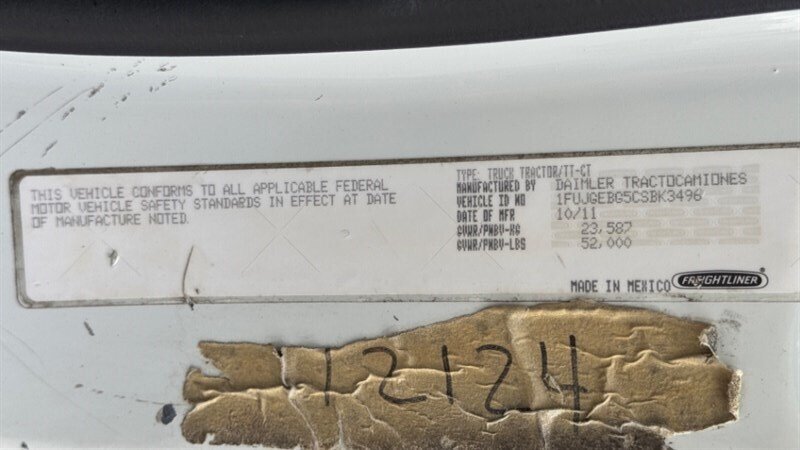 THIS VEHICLE CONFORMS TO ALL APPLICABLE FEDERAL
MOTOR VEHICLE SAFETY STANDARDS IN EFFECT AT DATE
OF MANUFACTURE NOTED.
TYPE: TRUCK TRACTOR/TT-CT
MANUFACTURED BY DAIMLER TRACTOCAMIONES
VEHICLE ID NO 1FUJGEBG5CSBK3496
DATE OF MFR 10/11
GVWR/PNBV-KG 23,587
GVWR/PNBV-LBS 52,000
MADE IN MEXICO FREIGHTLINER
12124